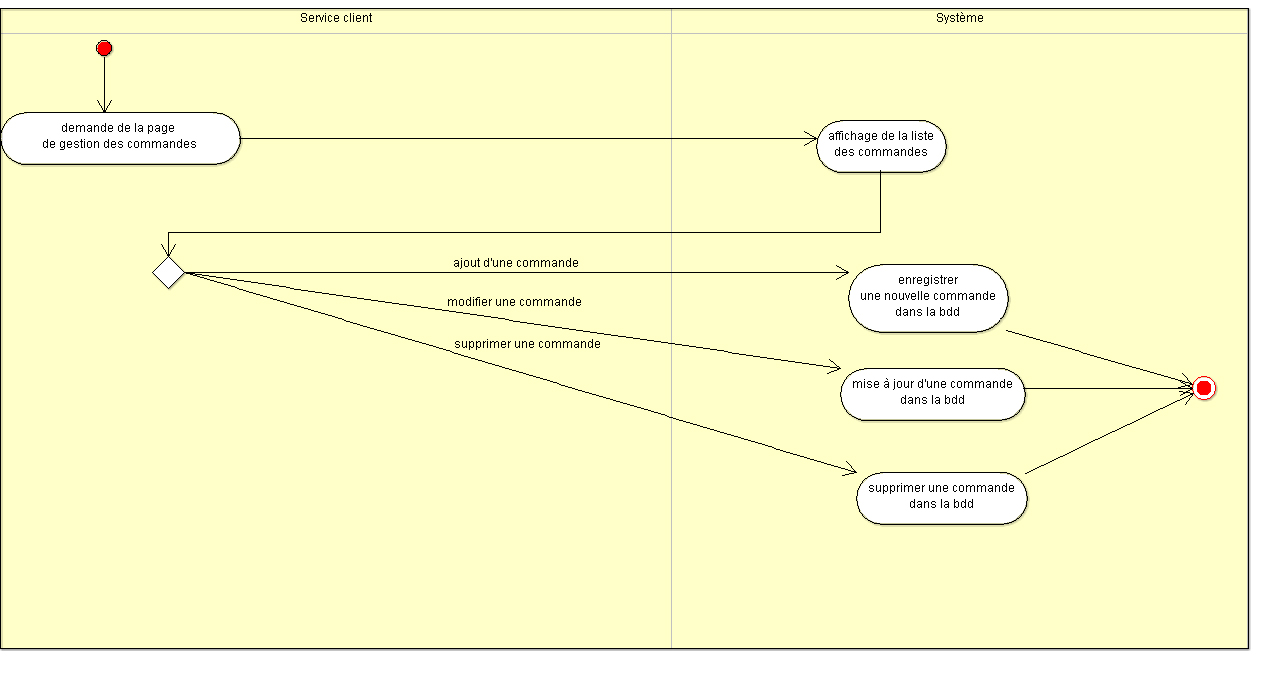 Service client
Système
demande de la page
de gestion des commandes
affichage de la liste
des commandes
ajout d'une commande
enregistrer
une nouvelle commande
dans la bdd
modifier une commande
supprimer une commande
mise à jour d'une commande
dans la bdd
supprimer une commande
dans la bdd